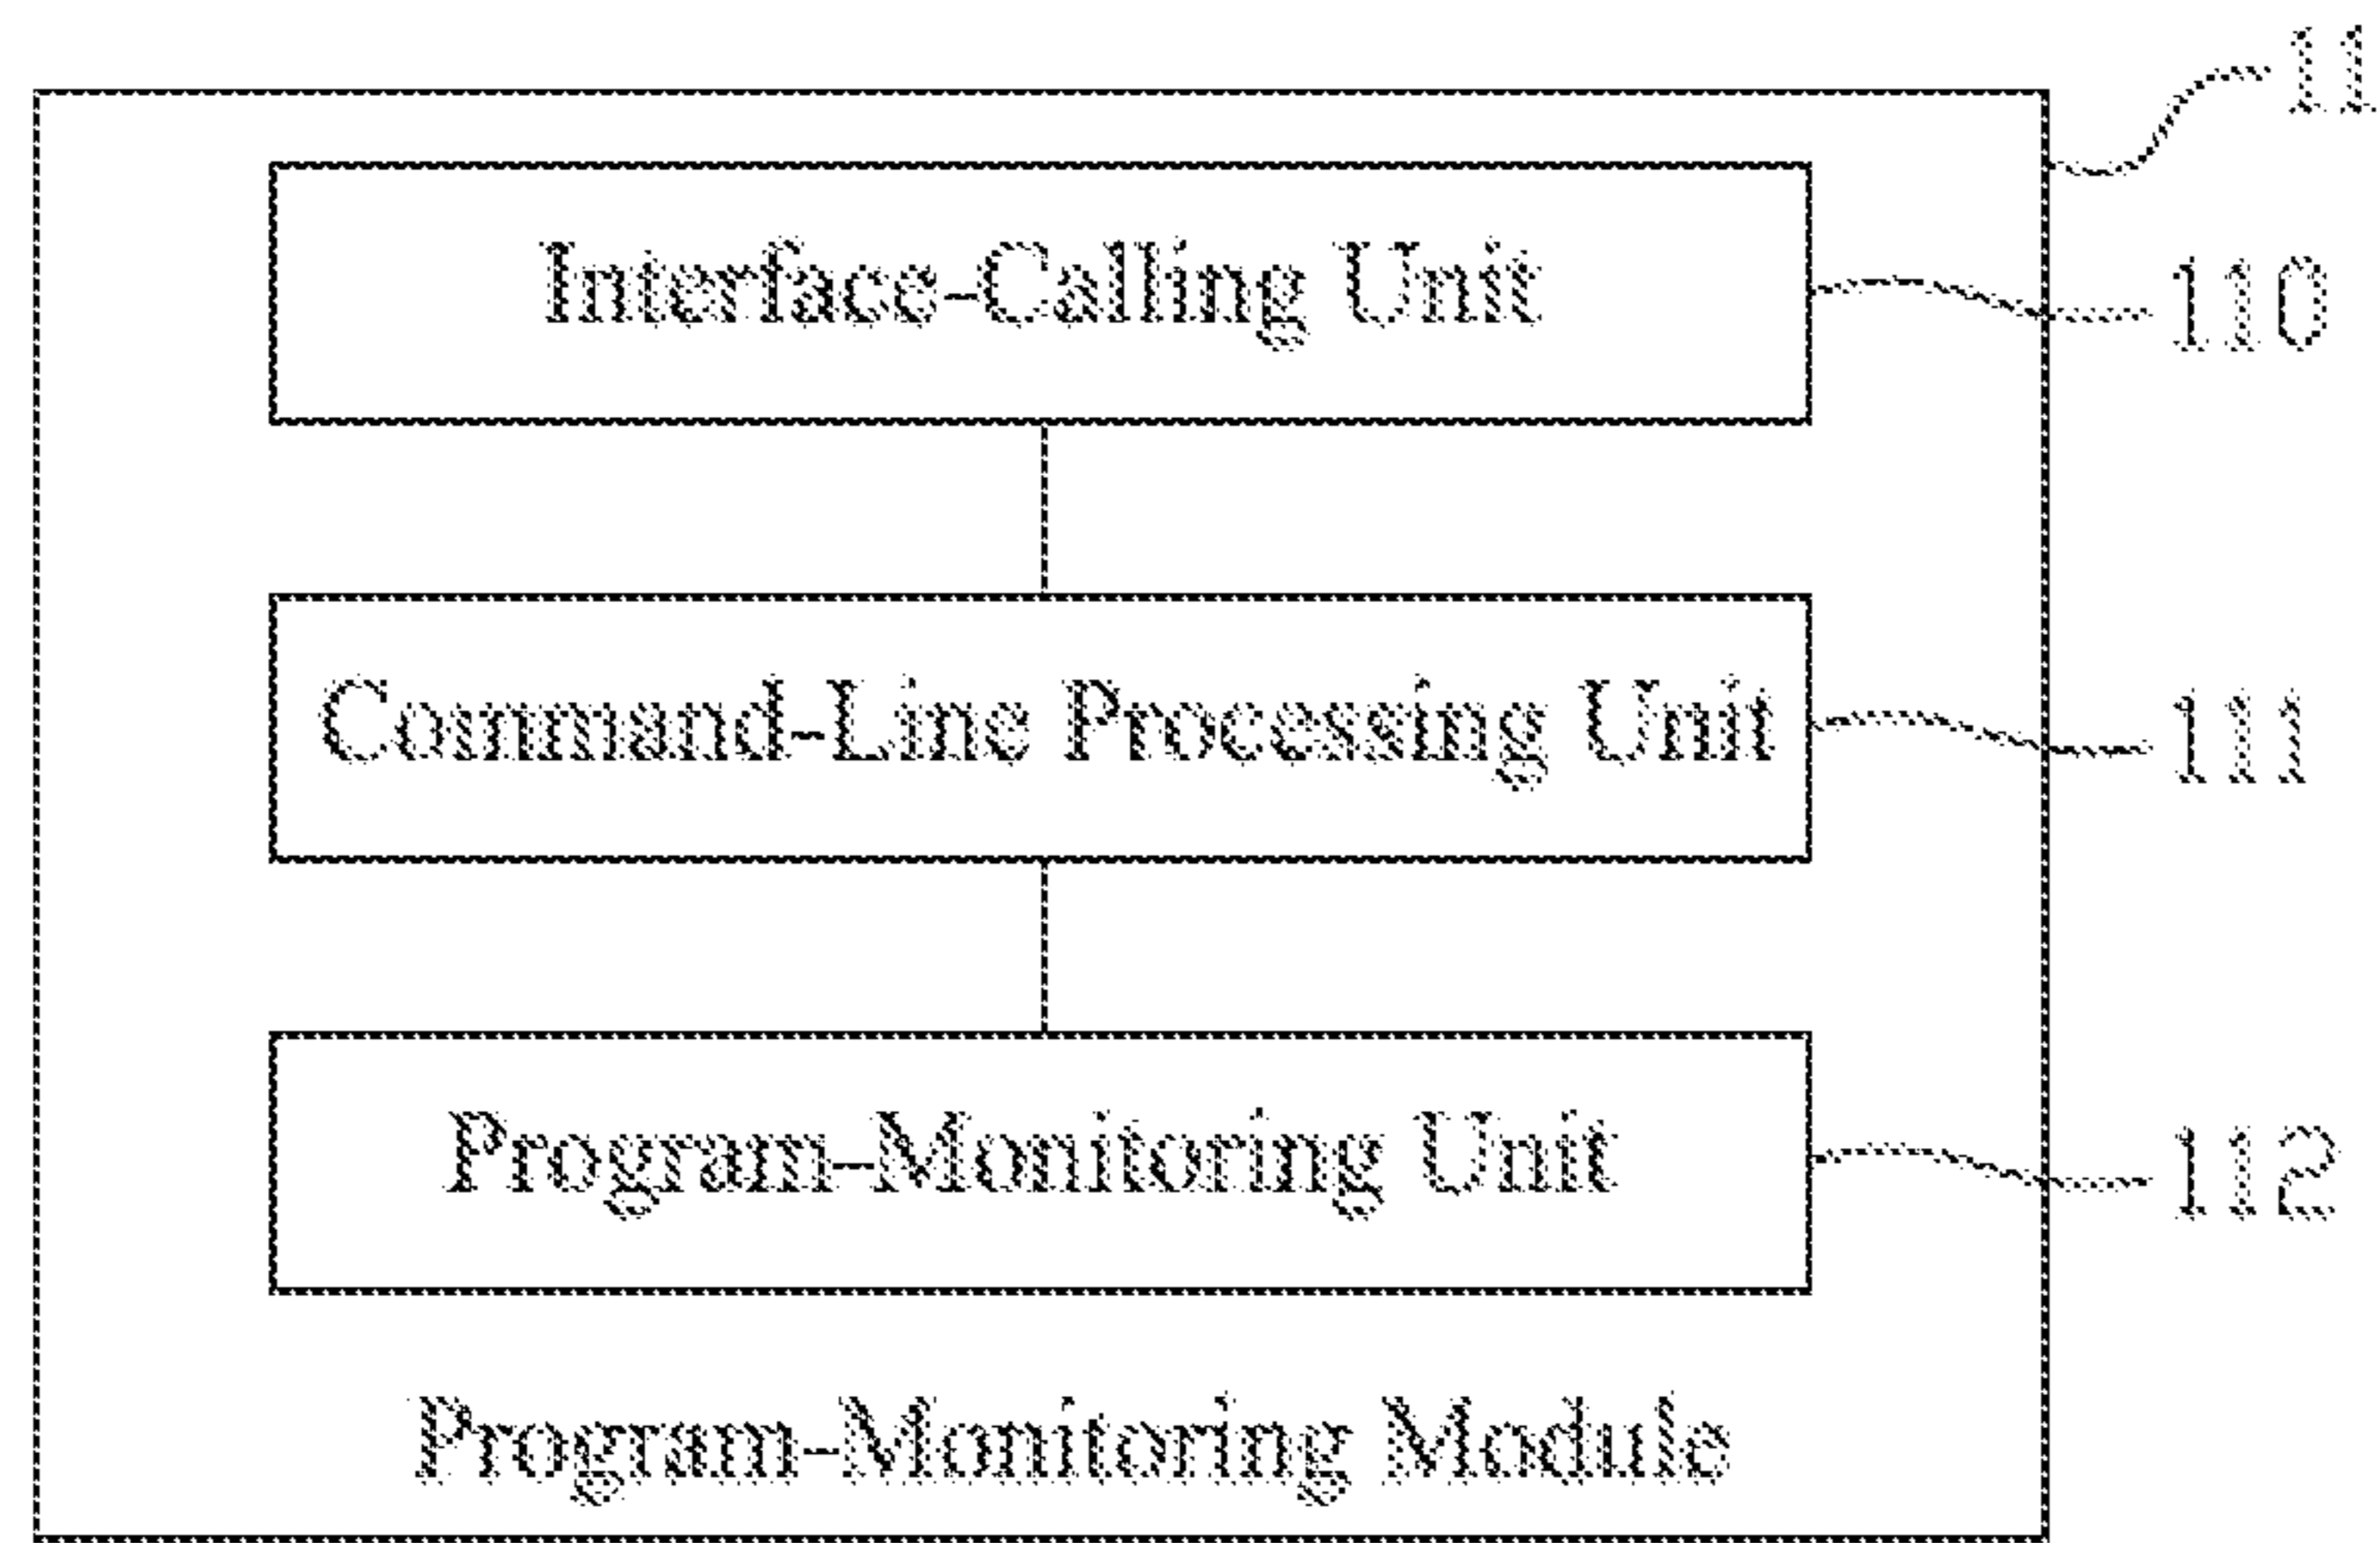 11
Interface-Calling Unit
110
Command-Line Processing Unit
111
Program-Monitoring Unit
112
Program-Monitoring Module